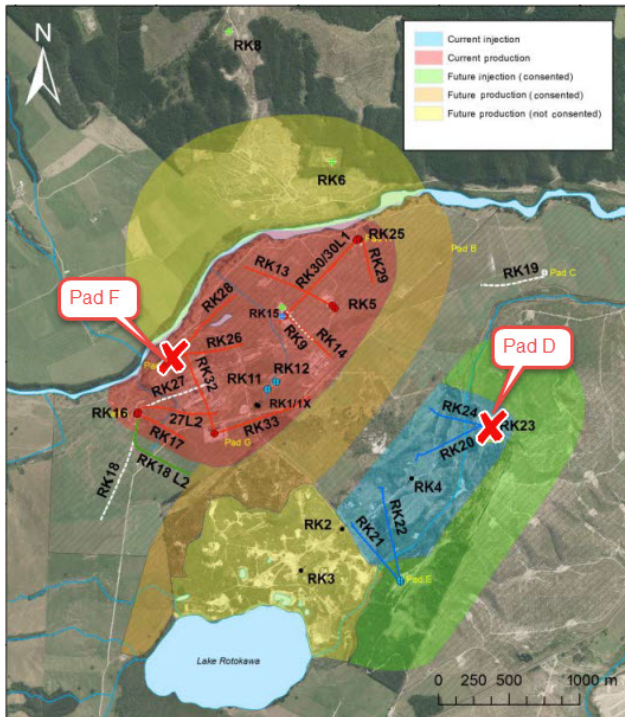 N
RK8
Current injection
Current production
Future injection (consented)
Future production (consented)
Future production (not consented)
RK6
RK25
Pad B
RK30/30L1
RK13
RK29
RK19
Pad C
Pad F
RK28
RK15
RK5
RK9
RK14
Pad D
RK26
RK32
RK27
RK12
RK11
RK1/1X
RK16
27L2
RK33
Pad G
RK17
RK18 L2
RK18
RK24
RK23
RK20
RK4
RK22
RK21
RK2
RK3
Pad E
Lake Rotokawa
0 250 500 1000 m